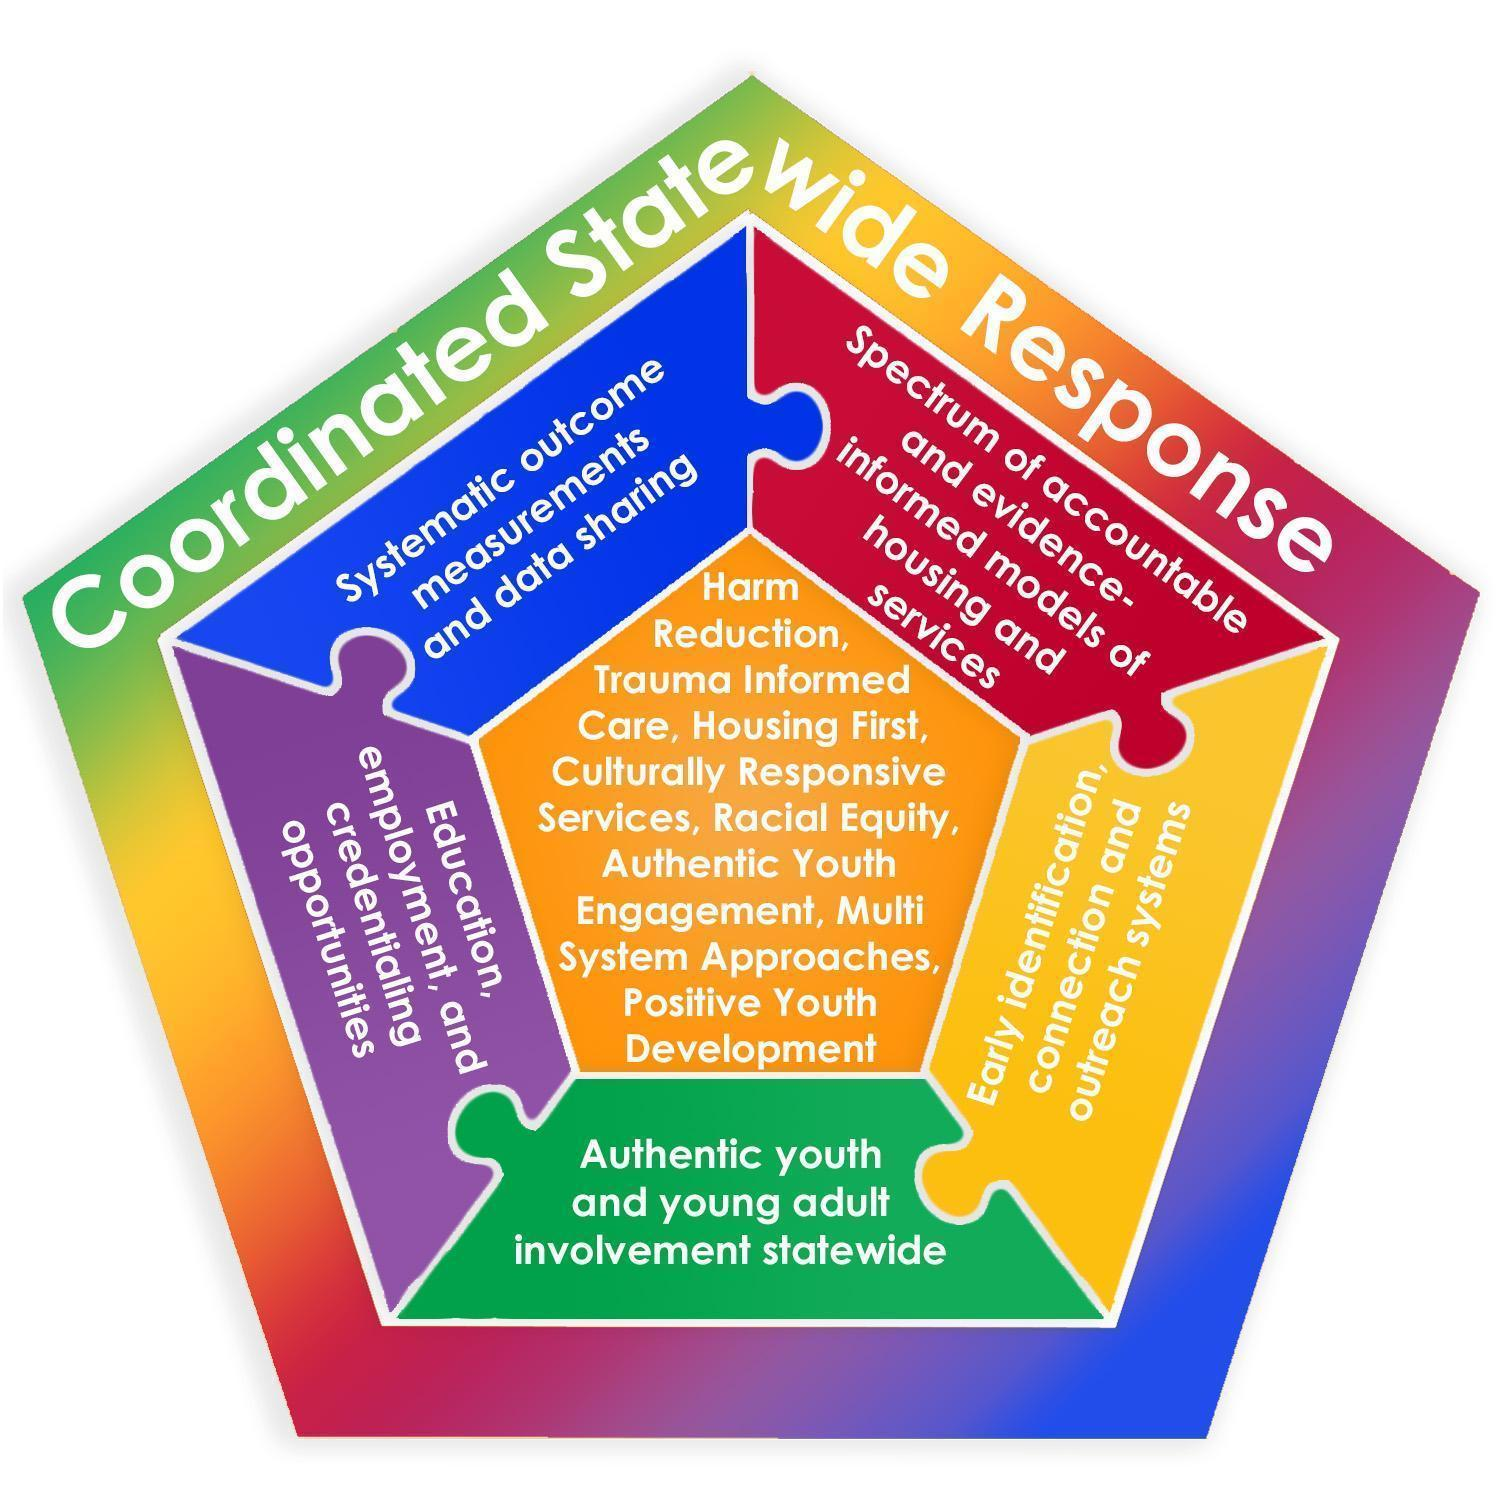 Coordinated Statewide Response
Systematic outcome
measurements
and data sharing
Spectrum of accountable
and evidence-
informed models of
housing and
services
Harm
Reduction,
Trauma Informed
Care, Housing First,
Culturally Responsive
Services, Racial Equity,
Authentic Youth
Engagement, Multi
System Approaches,
Positive Youth
Development
Education,
employment, and
credentialing
opportunities
Early identification,
connection and
outreach systems
Authentic youth
and young adult
involvement statewide